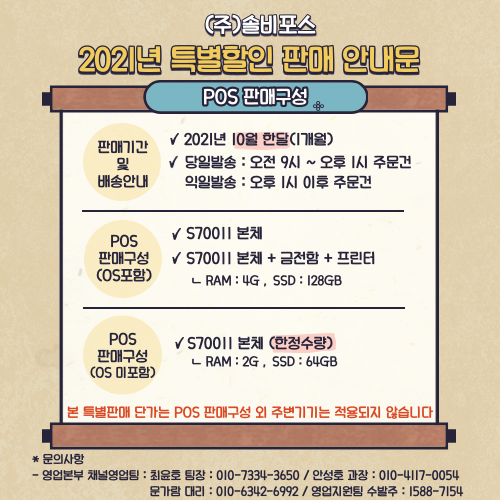 (주)솔비포스
2021년 특별할인 판매 안내문
POS 판매구성
판매기간
및
배송안내
✓ 2021년 10월 한달(1개월)
✓ 당일발송 : 오전 9시 ~ 오후 1시 주문건
익일발송 : 오후 1시 이후 주문건
POS
판매구성
(OS포함)
✓ S70011 본체
✓ S70011 본체 + 금전함 + 프린터
ㄴ RAM : 4G , SSD : 128GB
POS
판매구성
(OS 미포함)
✓ S70011 본체 (한정수량)
ㄴ RAM : 2G , SSD : 64GB
본 특별판매 단가는 POS 판매구성 외 주변기기는 적용되지 않습니다
* 문의사항
- 영업본부 채널영업팀 : 최윤호 팀장 : 010-7334-3650 / 안성호 과장 : 010-4117-0054
문가람 대리 : 010-6342-6992 / 영업지원팀 수발주 : 1588-7154